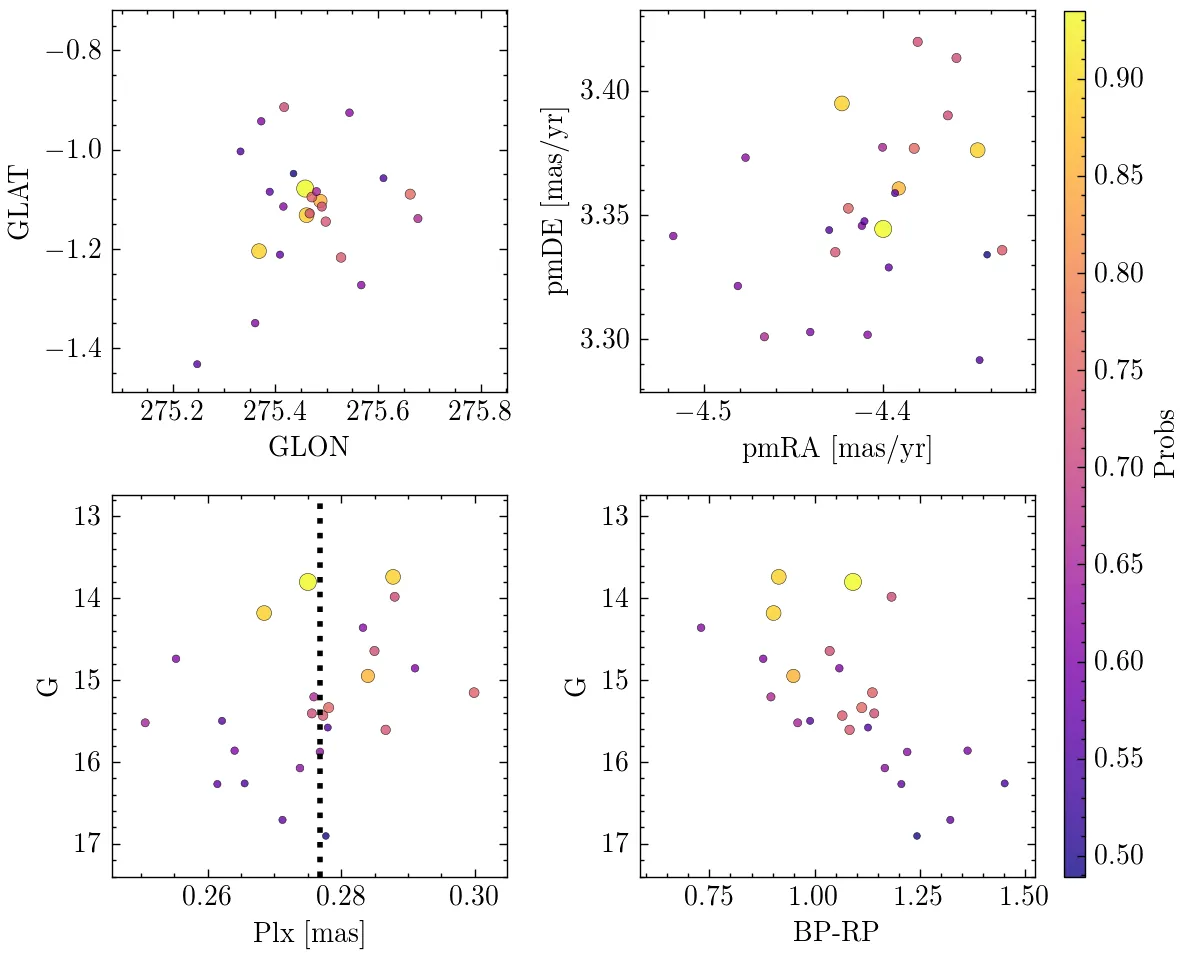 −0.8
−1.0
−1.2
−1.4
GLAT
275.2 275.4 275.6 275.8
GLON
3.40
3.35
3.30
pmDE [mas/yr]
−4.5 −4.4
pmRA [mas/yr]
13
14
15
16
17
G
0.26 0.28 0.30
Plx [mas]
13
14
15
16
17
G
0.75 1.00 1.25 1.50
BP-RP
0.90
0.85
0.80
0.75
0.70
0.65
0.60
0.55
0.50
Probs